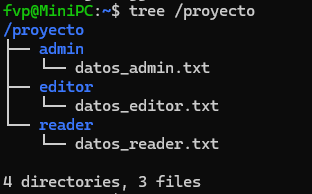 fvp@MiniPC:~$ tree /proyecto
/proyecto
├── admin
│   └── datos_admin.txt
├── editor
│   └── datos_editor.txt
└── reader
    └── datos_reader.txt

4 directories, 3 files